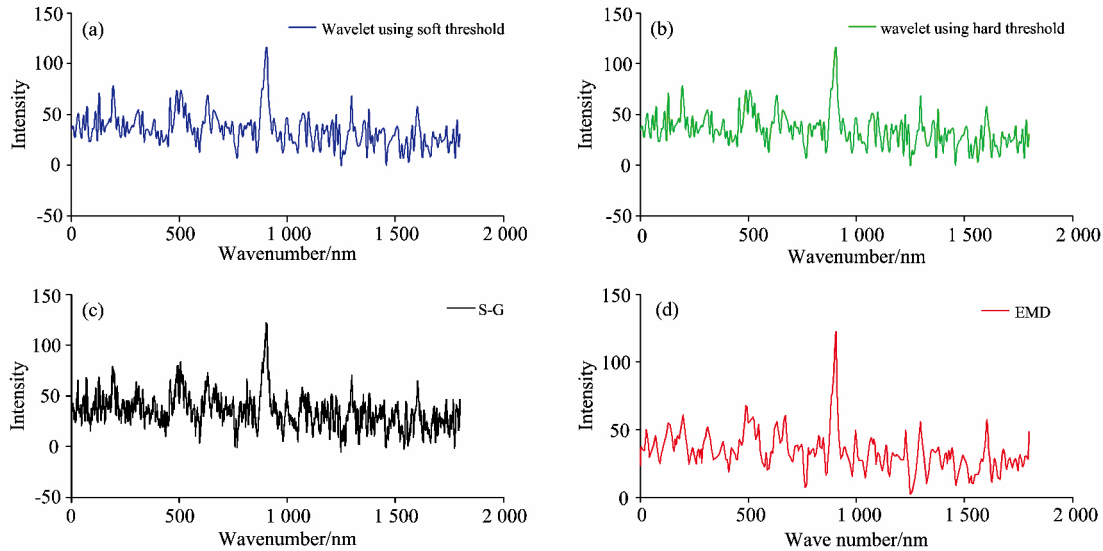 150
(a)
Wavelet using soft threshold
100
50
0
-50
Intensity
0
500
1 000
1 500
2 000
Wavenumber/nm
150
(b)
wavelet using hard threshold
100
50
0
-50
Intensity
0
500
1 000
1 500
2 000
Wavenumber/nm
150
(c)
S-G
100
50
0
-50
Intensity
0
500
1 000
1 500
2 000
Wavenumber/nm
150
(d)
EMD
100
50
0
Intensity
0
500
1 000
1 500
2 000
Wave number/nm